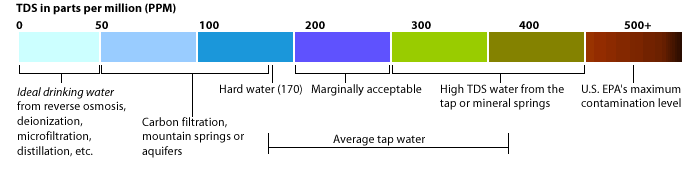 TDS in parts per million (PPM)
0 50 100 200 300 400 500+
Ideal drinking water
from reverse osmosis,
deionization,
microfiltration,
distillation, etc.
Carbon filtration,
mountain springs or
aquifers
Hard water (170)
Marginally acceptable
High TDS water from the
tap or mineral springs
U.S. EPA's maximum
contamination level
Average tap water